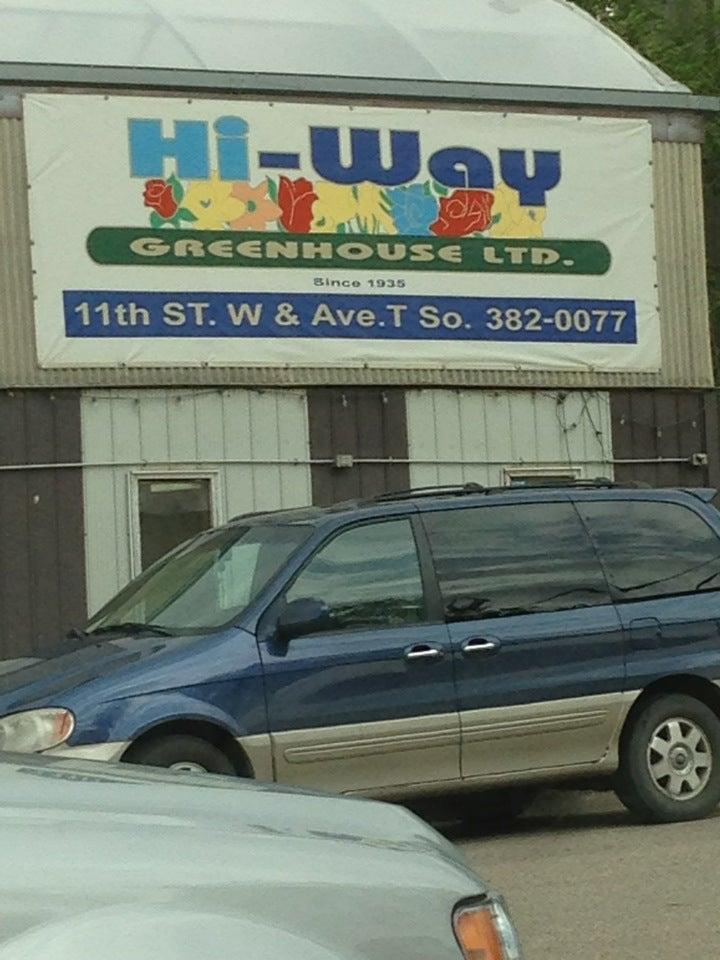 Hi-Way
GREENHOUSE LTD.
Since 1935
11th ST. W & Ave.T So. 382-0077